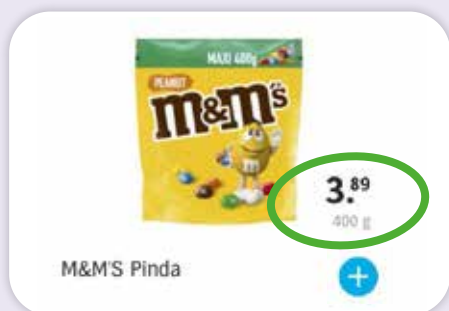 MAXI 400g
PEANUT
m&m's
3.89
400 g
M&M'S Pinda
+